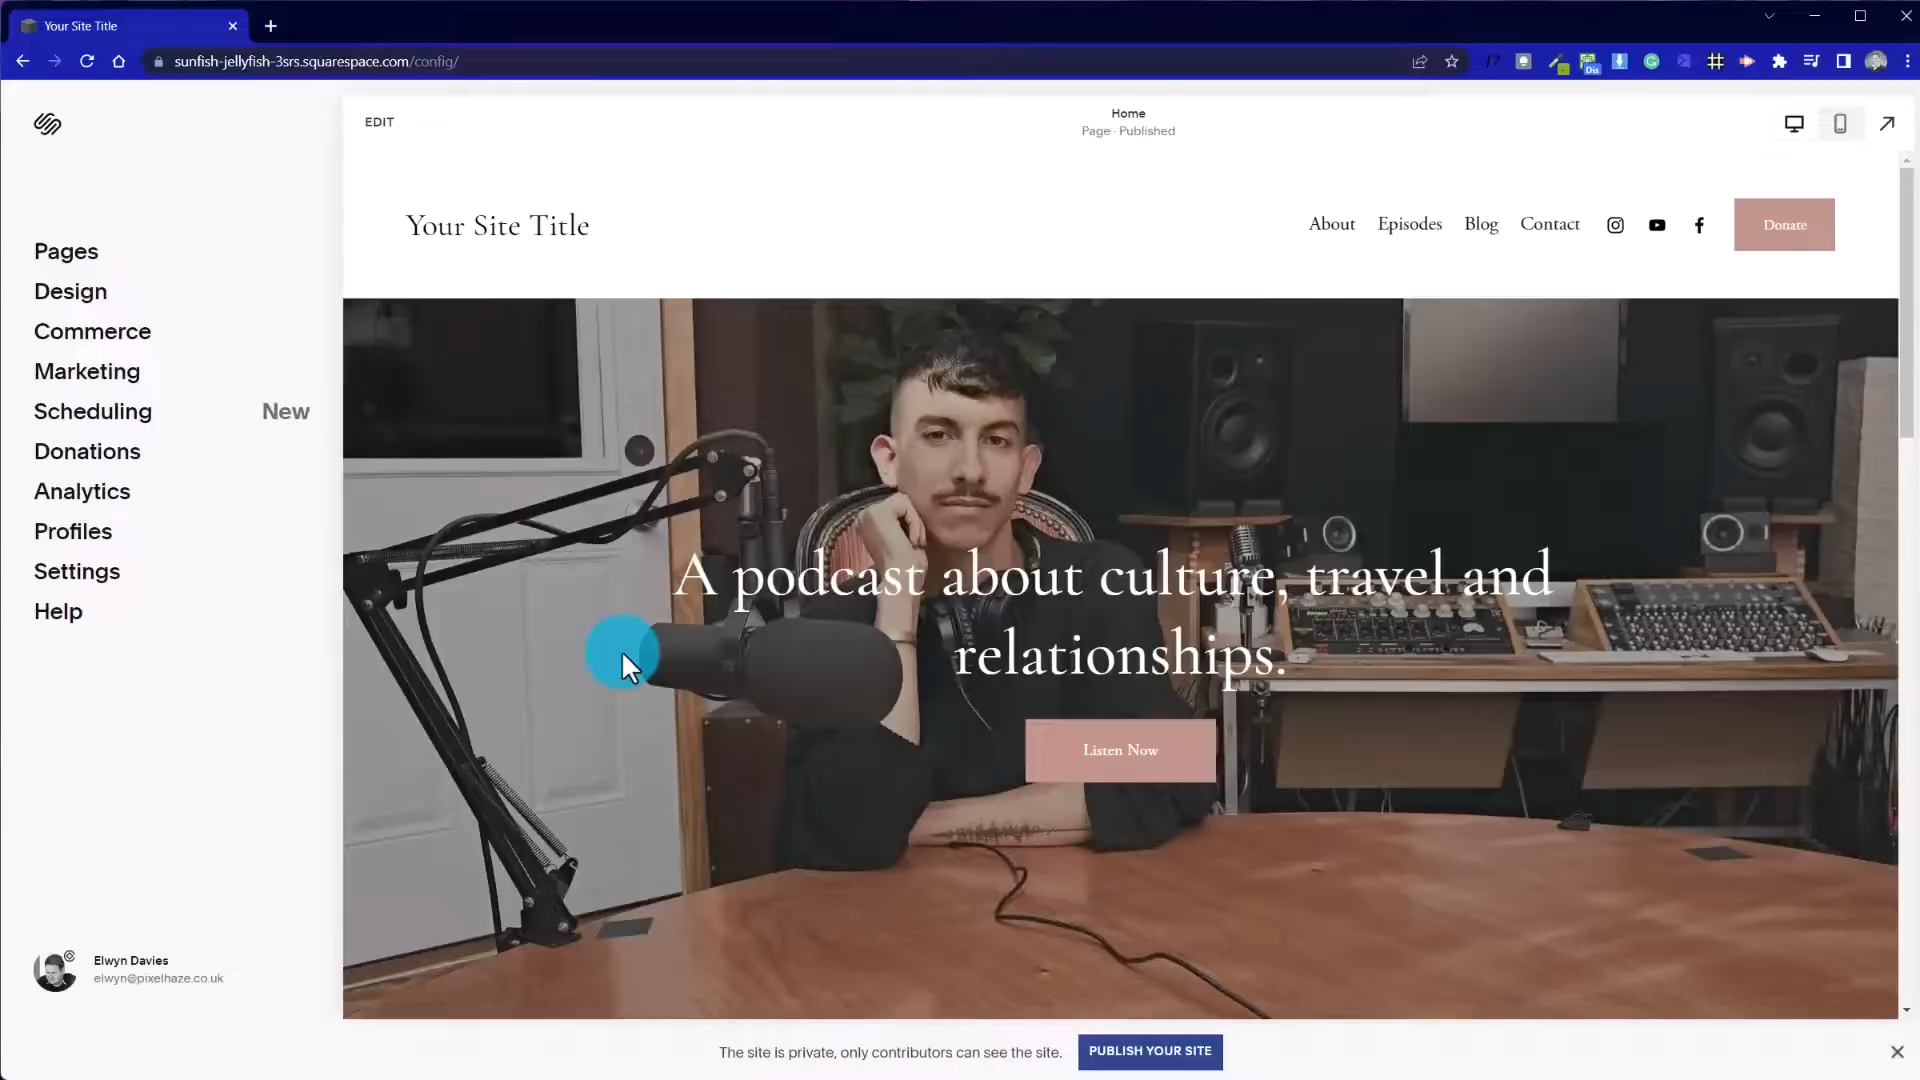 Your Site Title
sunfish-jellyfish-3srs.squarespace.com/config/
Dis
EDIT
Home
Page · Published
Your Site Title
About
Episodes
Blog
Contact
Donate
Pages
Design
Commerce
Marketing
Scheduling
New
Donations
Analytics
Profiles
Settings
Help
A podcast about culture, travel and
relationships.
Listen Now
Elwyn Davies
elwyn@pixelhaze.co.uk
The site is private, only contributors can see the site.
PUBLISH YOUR SITE